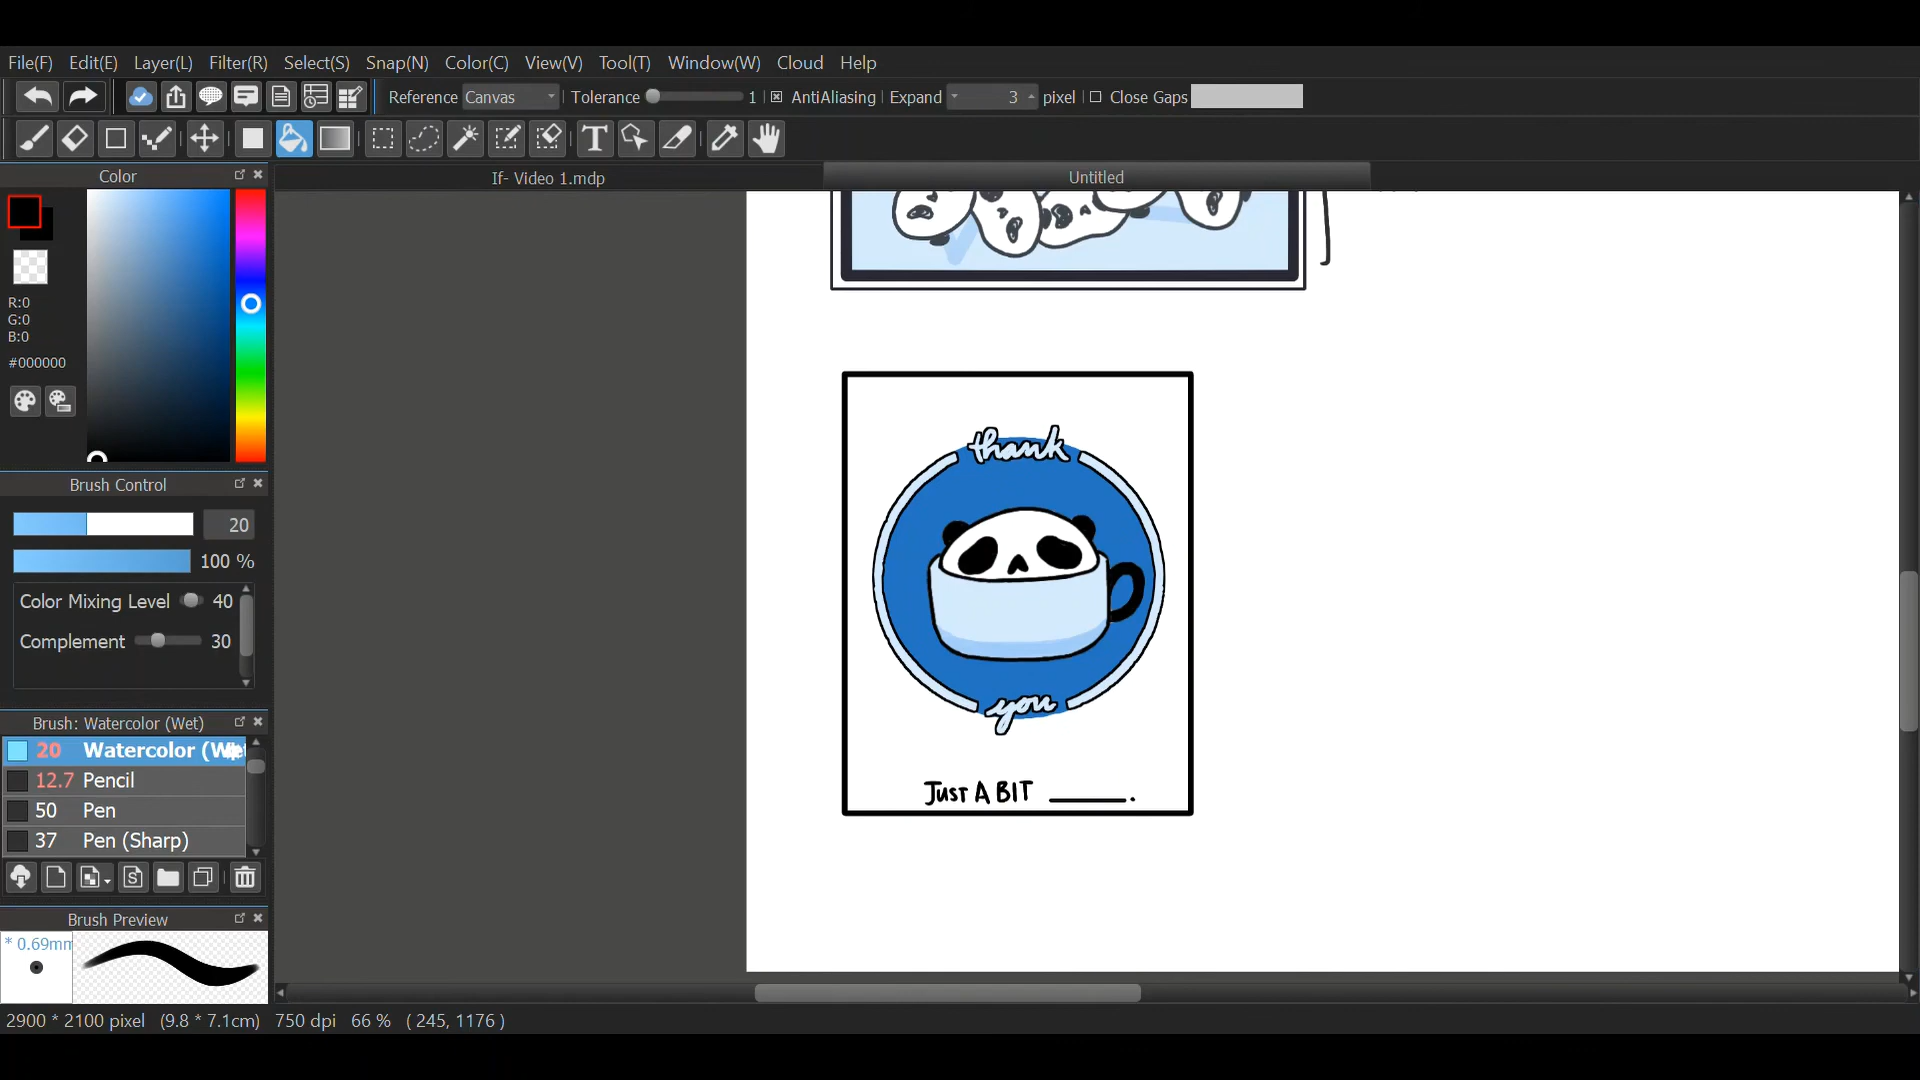 File(F) Edit(E) Layer(L) Filter(R) Select(S) Snap(N) Color(C) View(V) Tool(T) Window(W) Cloud Help
Reference Canvas Tolerance 1 AntiAliasing Expand 3 pixel Close Gaps
T
Color
If- Video 1.mdp
Untitled
R:0
G:0
B:0
#000000
Brush Control
20
100 %
Color Mixing Level 40
Complement 30
Brush: Watercolor (Wet)
20 Watercolor (Wet
12.7 Pencil
50 Pen
37 Pen (Sharp)
S
Brush Preview
* 0.69mm
thank
you
JUST A BIT ______.
2900 * 2100 pixel (9.8 * 7.1cm) 750 dpi 66 % ( 245, 1176 )